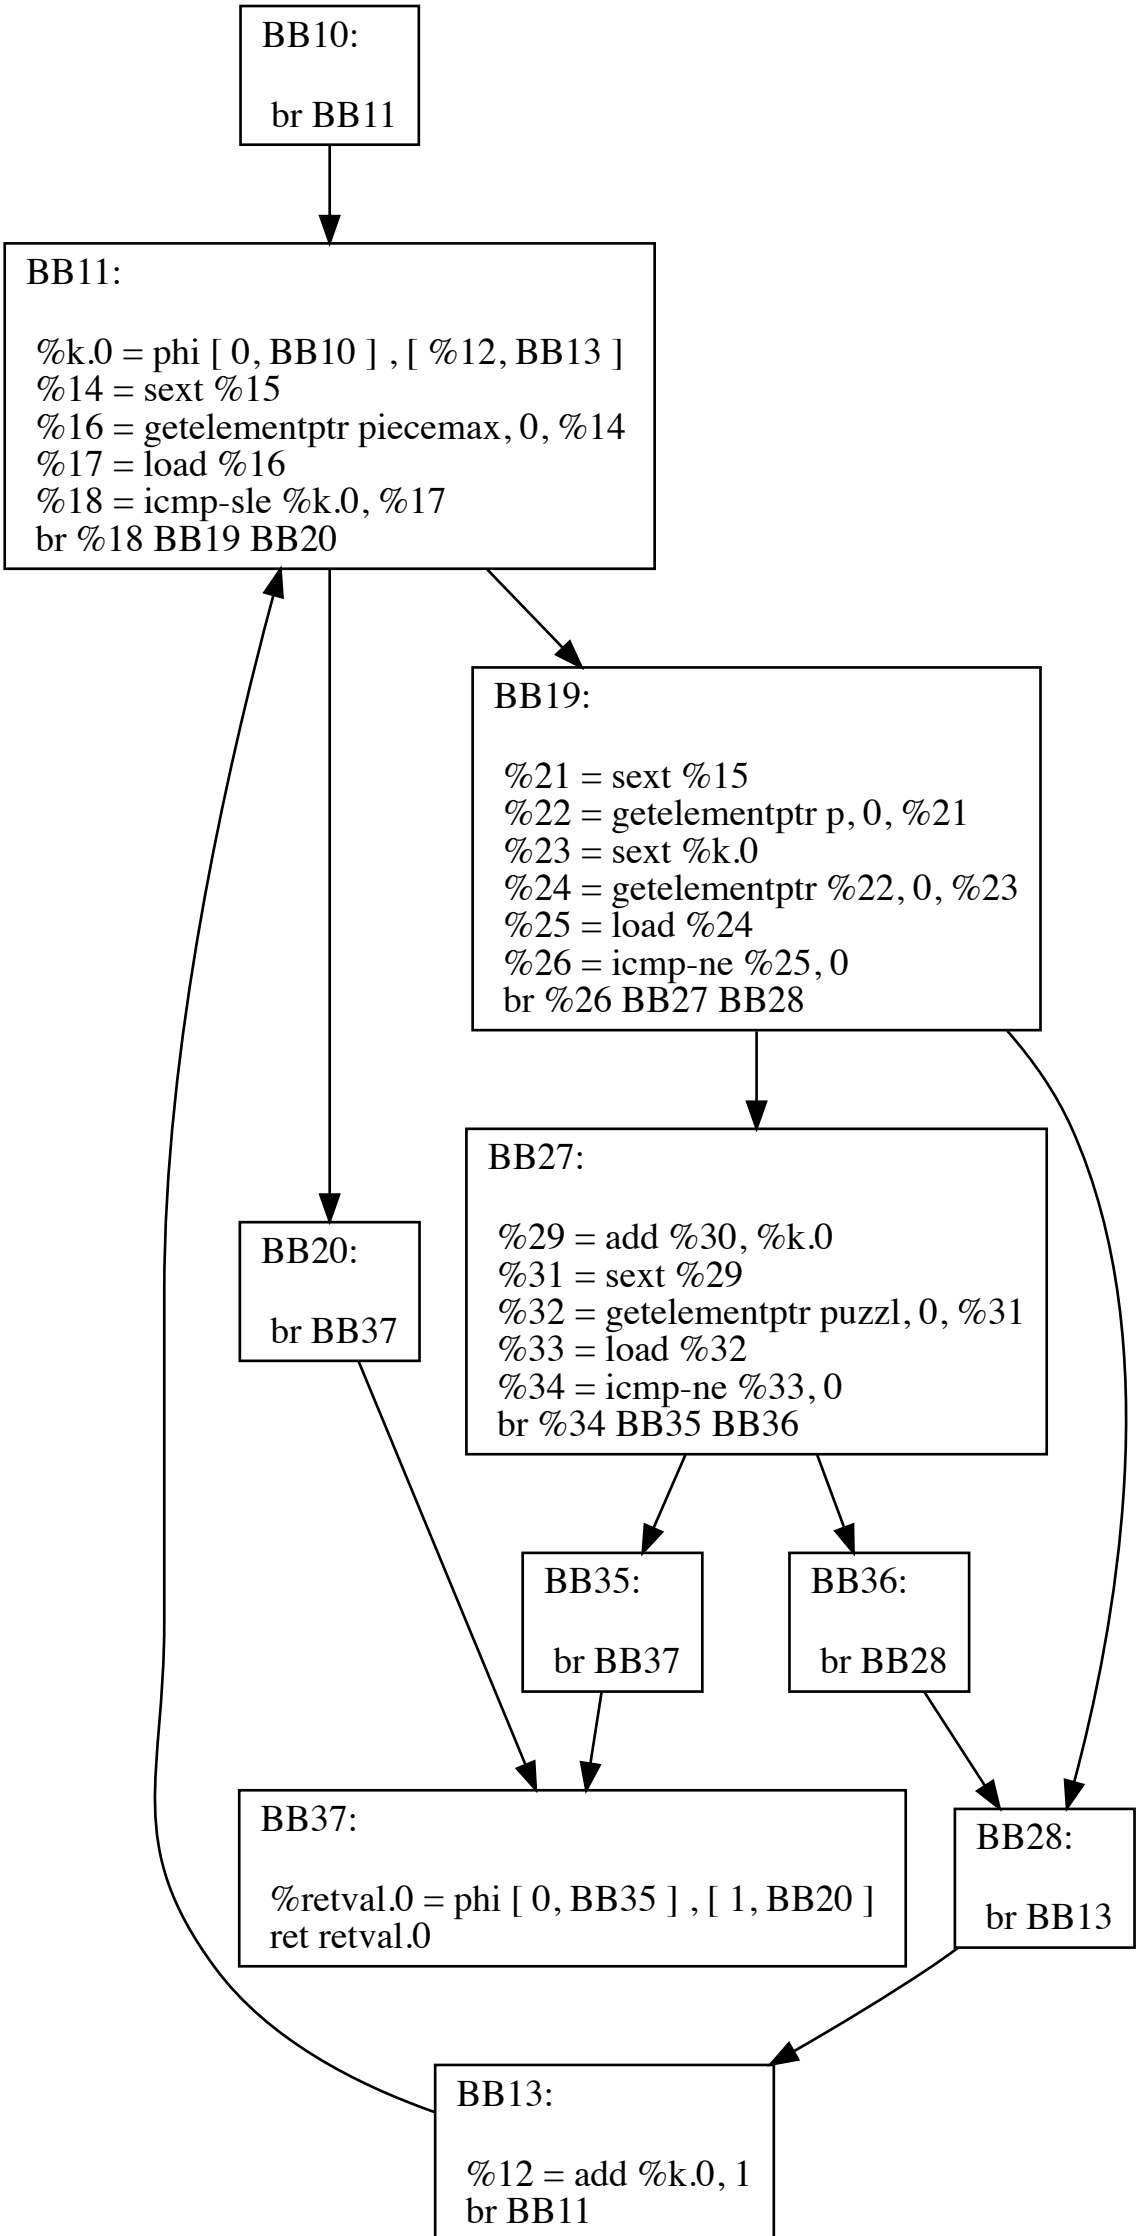 BB10:
br BB11
BB11:
%k.0 = phi [ 0, BB10 ] , [ %12, BB13 ]
%14 = sext %15
%16 = getelementptr piecemax, 0, %14
%17 = load %16
%18 = icmp-sle %k.0, %17
br %18 BB19 BB20
BB19:
%21 = sext %15
%22 = getelementptr p, 0, %21
%23 = sext %k.0
%24 = getelementptr %22, 0, %23
%25 = load %24
%26 = icmp-ne %25, 0
br %26 BB27 BB28
BB27:
%29 = add %30, %k.0
%31 = sext %29
%32 = getelementptr puzzl, 0, %31
%33 = load %32
%34 = icmp-ne %33, 0
br %34 BB35 BB36
BB20:
br BB37
BB35:
br BB37
BB36:
br BB28
BB37:
%retval.0 = phi [ 0, BB35 ] , [ 1, BB20 ]
ret retval.0
BB28:
br BB13
BB13:
%12 = add %k.0, 1
br BB11